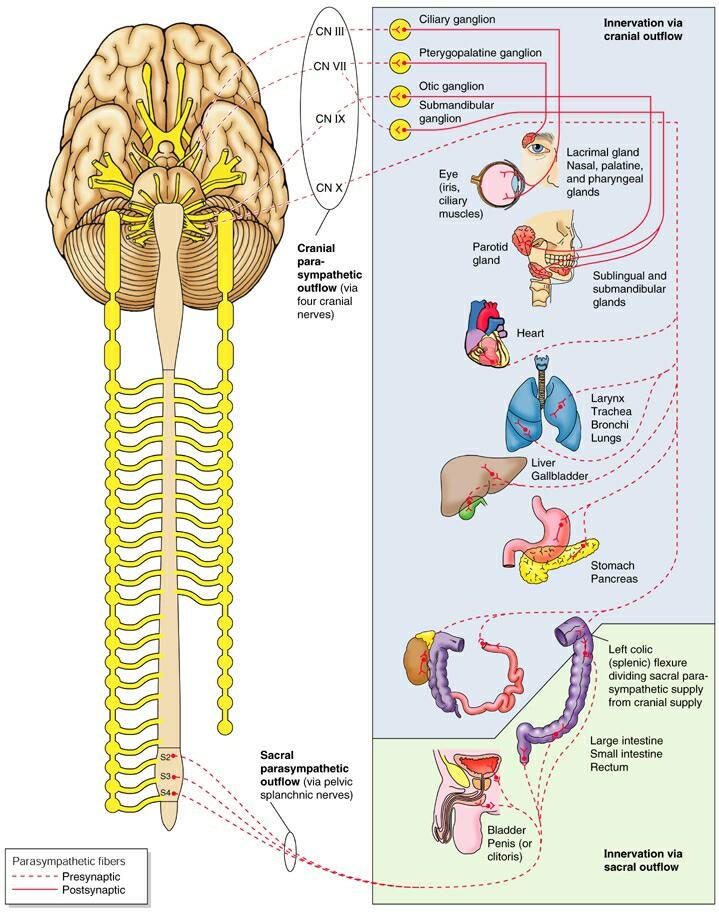 Innervation via
cranial outflow
Ciliary ganglion
CN III
Pterygopalatine ganglion
CN VII
Otic ganglion
Submandibular
ganglion
CN IX
CN X
Lacrimal gland
Nasal, palatine,
and pharyngeal
glands
Eye
(iris,
ciliary
muscles)
Cranial
para-
sympathetic
outflow (via
four cranial
nerves)
Parotid
gland
Sublingual and
submandibular
glands
Heart
Larynx
Trachea
Bronchi
Lungs
Liver
Gallbladder
Stomach
Pancreas
Left colic
(splenic) flexure
dividing sacral para-
sympathetic supply
from cranial supply
Large intestine
Small intestine
Rectum
S2
S3
S4
Sacral
parasympathetic
outflow (via pelvic
splanchnic nerves)
Bladder
Penis (or
clitoris)
Innervation via
sacral outflow
Parasympathetic fibers
Presynaptic
Postsynaptic